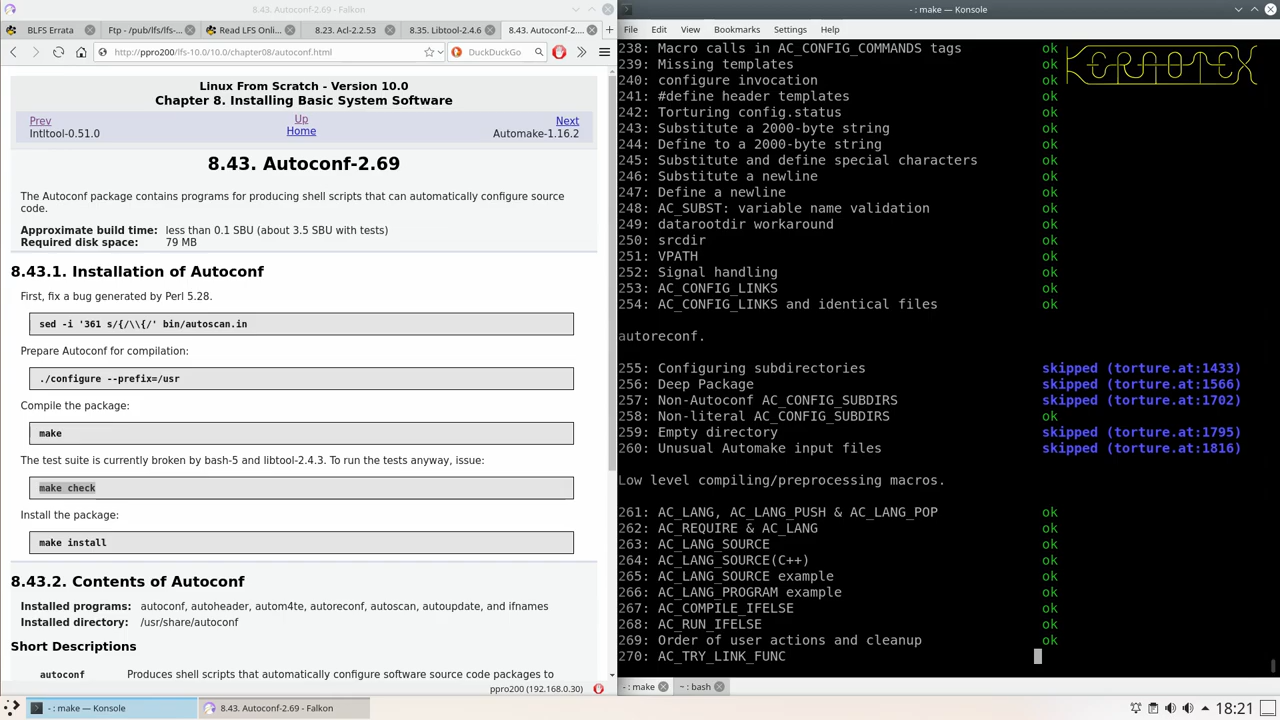 8.43. Autoconf-2.69 - Falkon
BLFS Errata
Ftp - /pub/lfs/lfs-...
Read LFS Onli...
8.23. Acl-2.2.53
8.35. Libtool-2.4.6
8.43. Autoconf-2....
http://ppro200/lfs-10.0/10.0/chapter08/autoconf.html
DuckDuckGo
Linux From Scratch - Version 10.0
Chapter 8. Installing Basic System Software
Prev
Up
Next
Intltool-0.51.0
Home
Automake-1.16.2
8.43. Autoconf-2.69
The Autoconf package contains programs for producing shell scripts that can automatically configure source
code.
Approximate build time: less than 0.1 SBU (about 3.5 SBU with tests)
Required disk space: 79 MB
8.43.1. Installation of Autoconf
First, fix a bug generated by Perl 5.28.
sed -i '361 s/{/\\{/' bin/autoscan.in
Prepare Autoconf for compilation:
./configure --prefix=/usr
Compile the package:
make
The test suite is currently broken by bash-5 and libtool-2.4.3. To run the tests anyway, issue:
make check
Install the package:
make install
8.43.2. Contents of Autoconf
Installed programs: autoconf, autoheader, autom4te, autoreconf, autoscan, autoupdate, and ifnames
Installed directory: /usr/share/autoconf
Short Descriptions
autoconf Produces shell scripts that automatically configure software source code packages to
ppro200 (192.168.0.30)
- : make — Konsole
File Edit View Bookmarks Settings Help
238: Macro calls in AC_CONFIG_COMMANDS tags ok
239: Missing templates ok
240: configure invocation ok
241: #define header templates ok
242: Torturing config.status ok
243: Substitute a 2000-byte string ok
244: Define to a 2000-byte string ok
245: Substitute and define special characters ok
246: Substitute a newline ok
247: Define a newline ok
248: AC_SUBST: variable name validation ok
249: datarootdir workaround ok
250: srcdir ok
251: VPATH ok
252: Signal handling ok
253: AC_CONFIG_LINKS ok
254: AC_CONFIG_LINKS and identical files ok
autoreconf.
255: Configuring subdirectories skipped (torture.at:1433)
256: Deep Package skipped (torture.at:1566)
257: Non-Autoconf AC_CONFIG_SUBDIRS skipped (torture.at:1702)
258: Non-literal AC_CONFIG_SUBDIRS ok
259: Empty directory skipped (torture.at:1795)
260: Unusual Automake input files skipped (torture.at:1816)
Low level compiling/preprocessing macros.
261: AC_LANG, AC_LANG_PUSH & AC_LANG_POP ok
262: AC_REQUIRE & AC_LANG ok
263: AC_LANG_SOURCE ok
264: AC_LANG_SOURCE(C++) ok
265: AC_LANG_SOURCE example ok
266: AC_LANG_PROGRAM example ok
267: AC_COMPILE_IFELSE ok
268: AC_RUN_IFELSE ok
269: Order of user actions and cleanup ok
270: AC_TRY_LINK_FUNC
- : make
~ : bash
- : make — Konsole
8.43. Autoconf-2.69 - Falkon
18:21